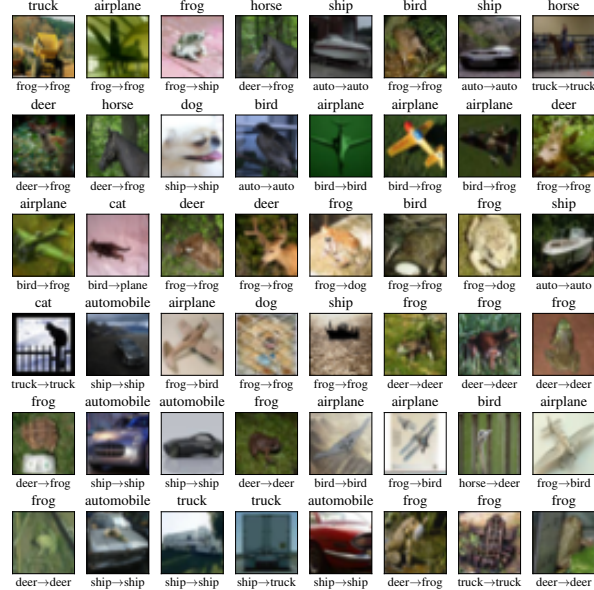 truck airplane frog horse ship bird ship horse
frog→frog frog→frog frog→ship deer→frog auto→auto frog→frog auto→auto truck→truck
deer horse dog bird airplane airplane airplane deer
deer→frog deer→frog ship→ship auto→auto bird→bird bird→frog bird→frog frog→frog
airplane cat deer deer frog bird frog ship
bird→frog bird→plane frog→frog frog→frog frog→dog frog→frog frog→dog auto→auto
cat automobile airplane dog ship frog frog frog
truck→truck ship→ship frog→bird frog→frog frog→frog deer→deer deer→deer deer→deer
frog automobile automobile frog airplane airplane bird airplane
deer→frog ship→ship ship→ship deer→deer bird→bird frog→bird horse→deer frog→bird
frog automobile truck truck automobile frog frog frog
deer→deer ship→ship ship→ship ship→truck ship→ship deer→frog truck→truck deer→deer